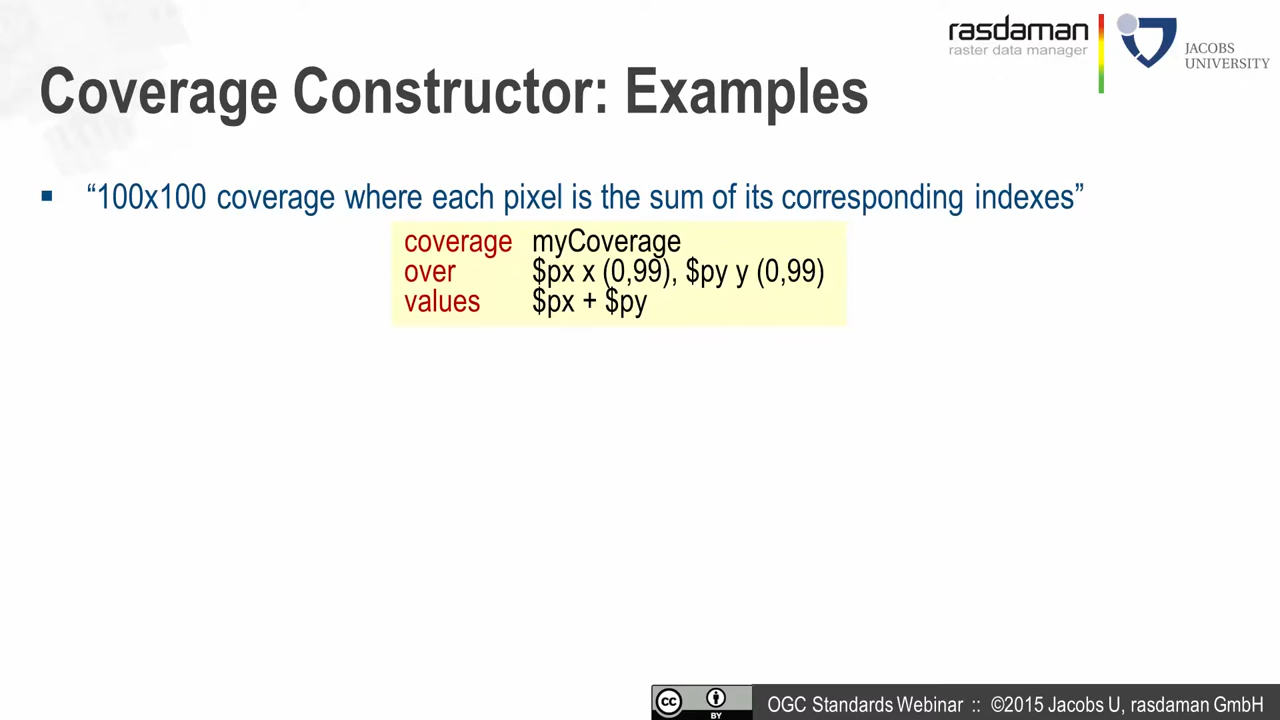 rasdaman
raster data manager
JACOBS
UNIVERSITY
Coverage Constructor: Examples
▪ “100x100 coverage where each pixel is the sum of its corresponding indexes”
coverage myCoverage
over $px x (0,99), $py y (0,99)
values $px + $py
cc BY
OGC Standards Webinar :: ©2015 Jacobs U, rasdaman GmbH